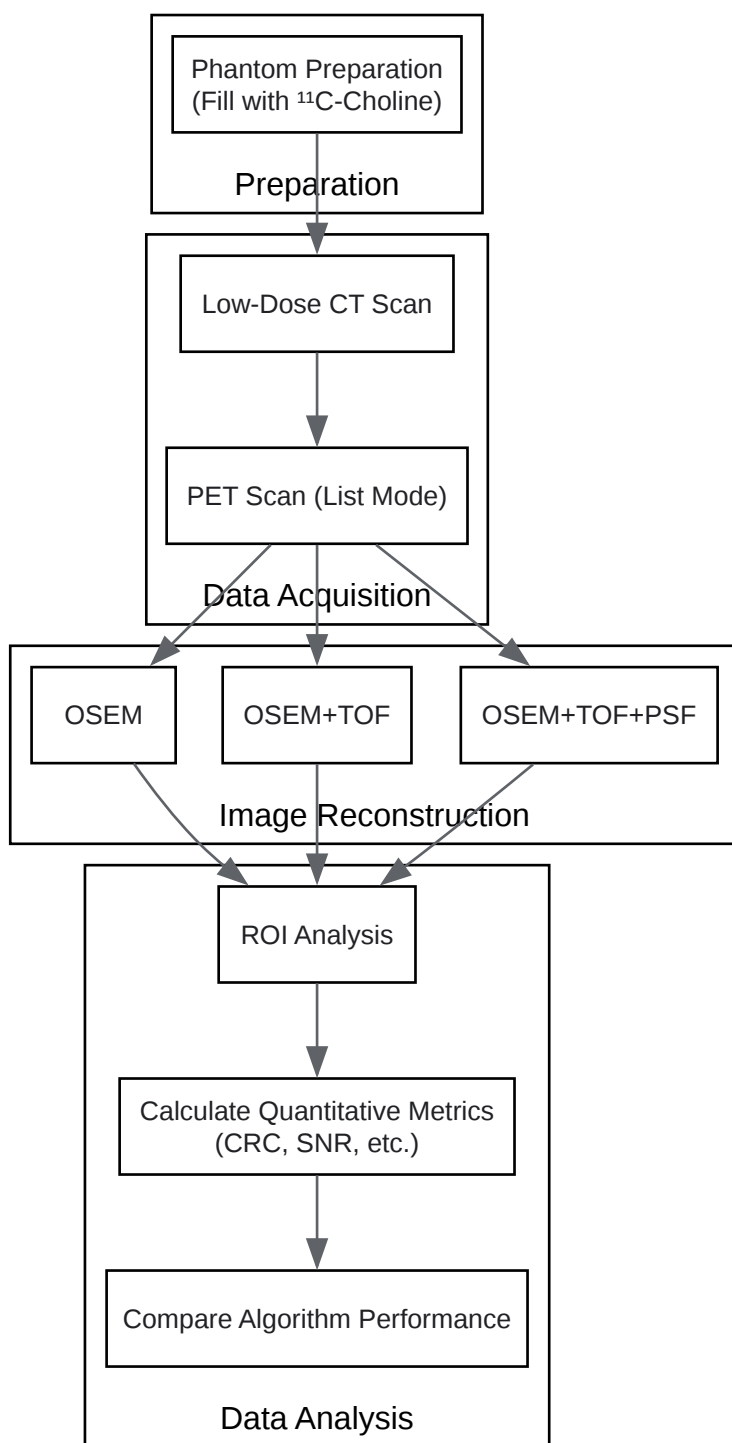 Phantom Preparation
(Fill with ¹¹C-Choline)
Preparation
Low-Dose CT Scan
PET Scan (List Mode)
Data Acquisition
OSEM
OSEM+TOF
OSEM+TOF+PSF
Image Reconstruction
ROI Analysis
Calculate Quantitative Metrics
(CRC, SNR, etc.)
Compare Algorithm Performance
Data Analysis